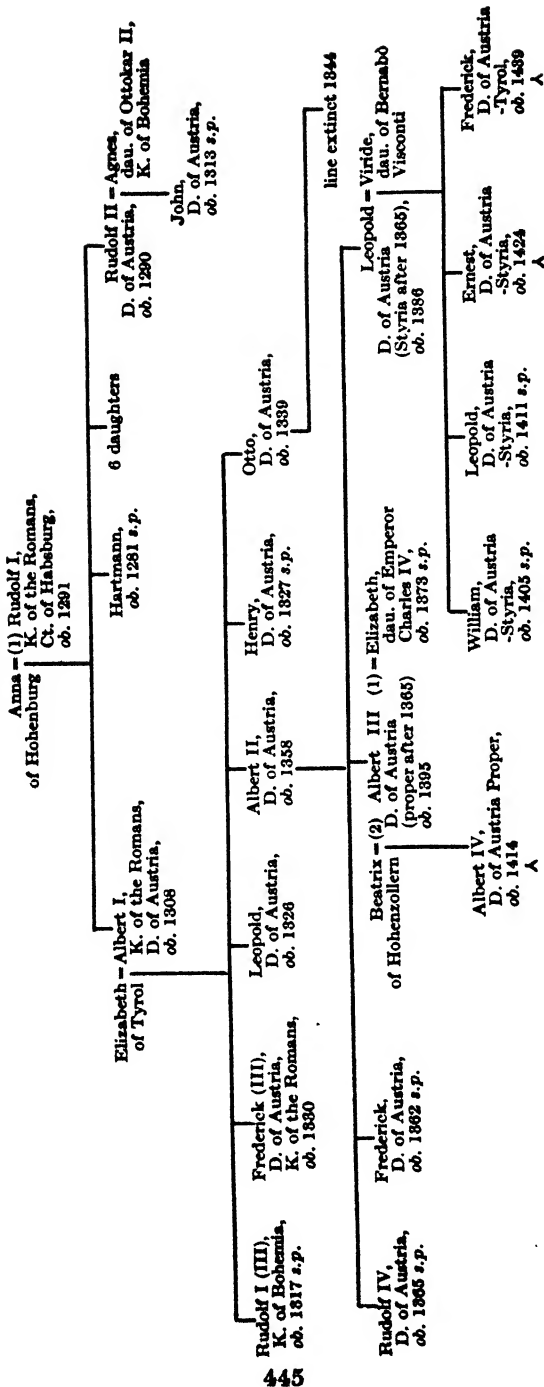 Anna = (1) Rudolf I,
of Hohenburg
K. of the Romans,
Ct. of Habsburg,
ob. 1291
Elizabeth = Albert I,
of Tyrol
K. of the Romans,
D. of Austria,
ob. 1308
Hartmann,
ob. 1281 s.p.
6 daughters
Rudolf II = Agnes,
D. of Austria,
ob. 1290
dau. of Ottokar II,
K. of Bohemia
John,
D. of Austria,
ob. 1313 s.p.
Rudolf I (III),
K. of Bohemia,
ob. 1317 s.p.
Frederick (III),
D. of Austria,
K. of the Romans,
ob. 1330
Leopold,
D. of Austria,
ob. 1326
Albert II,
D. of Austria,
ob. 1358
Henry,
D. of Austria,
ob. 1327 s.p.
Otto,
D. of Austria,
ob. 1339
line extinct 1344
Rudolf IV,
D. of Austria,
ob. 1365 s.p.
Frederick,
D. of Austria,
ob. 1362 s.p.
Beatrix = (2) Albert III (1) = Elizabeth,
of Hohenzollern
D. of Austria
(proper after 1365)
ob. 1395
dau. of Emperor
Charles IV,
ob. 1373 s.p.
Leopold = Viride,
D. of Austria
(Styria after 1365),
ob. 1386
dau. of Bernabò
Visconti
Albert IV,
D. of Austria Proper,
ob. 1414
William,
D. of Austria
-Styria,
ob. 1405 s.p.
Leopold,
D. of Austria
-Styria,
ob. 1411 s.p.
Ernest,
D. of Austria
-Styria,
ob. 1424
Frederick,
D. of Austria
-Tyrol,
ob. 1439
445